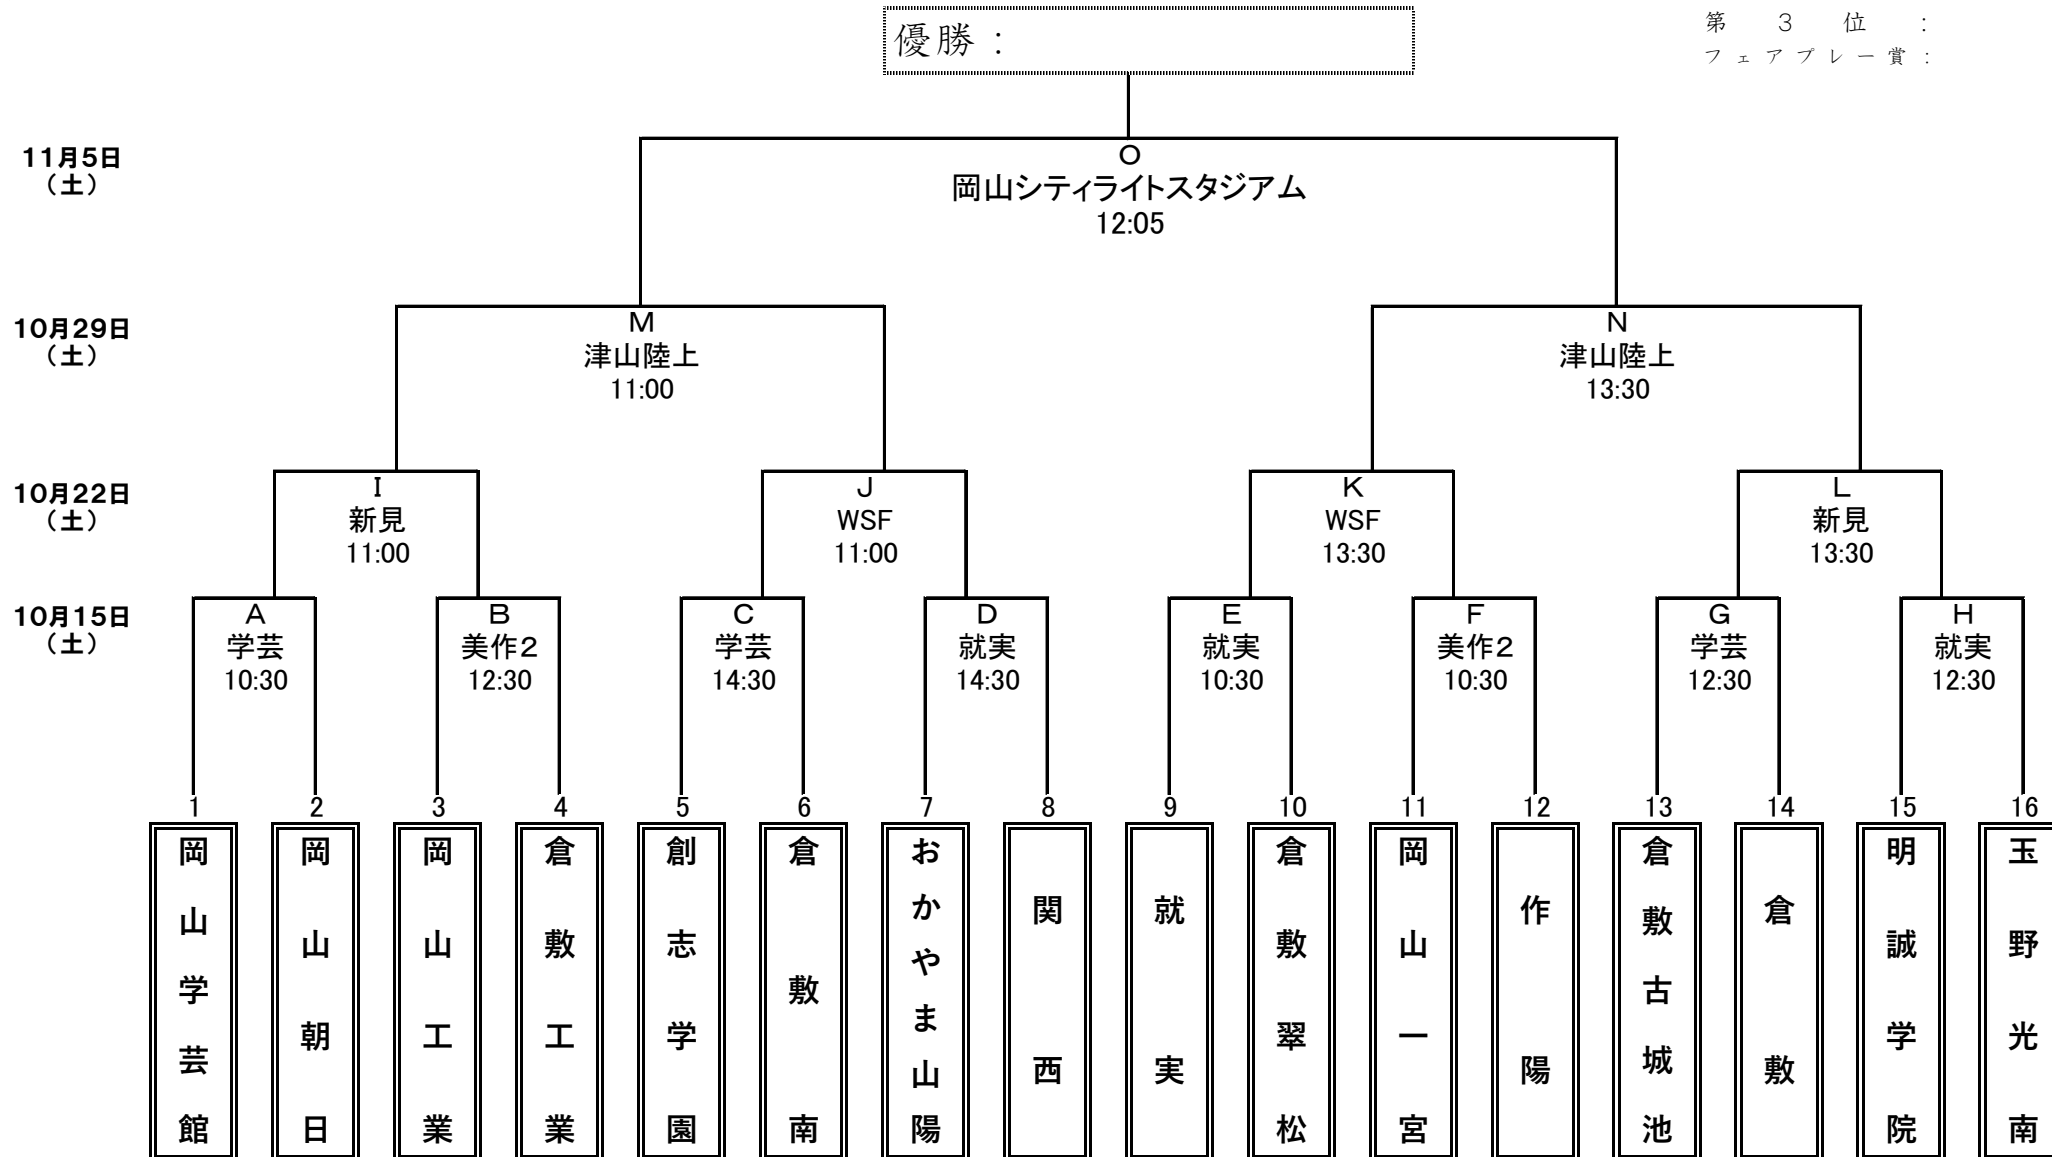 優勝：
第3位：
フェアプレー賞：
11月5日
（土）
O
岡山シティライトスタジアム
12:05
10月29日
（土）
M
津山陸上
11:00
N
津山陸上
13:30
10月22日
（土）
I
新見
11:00
J
WSF
11:00
K
WSF
13:30
L
新見
13:30
10月15日
（土）
A
学芸
10:30
B
美作2
12:30
C
学芸
14:30
D
就実
14:30
E
就実
10:30
F
美作2
10:30
G
学芸
12:30
H
就実
12:30
1
岡山学芸館
2
岡山朝日
3
岡山工業
4
倉敷工業
5
創志学園
6
倉敷南
7
おかやま山陽
8
関西
9
就実
10
倉敷翠松
11
岡山一宮
12
作陽
13
倉敷古城池
14
倉敷
15
明誠学院
16
玉野光南